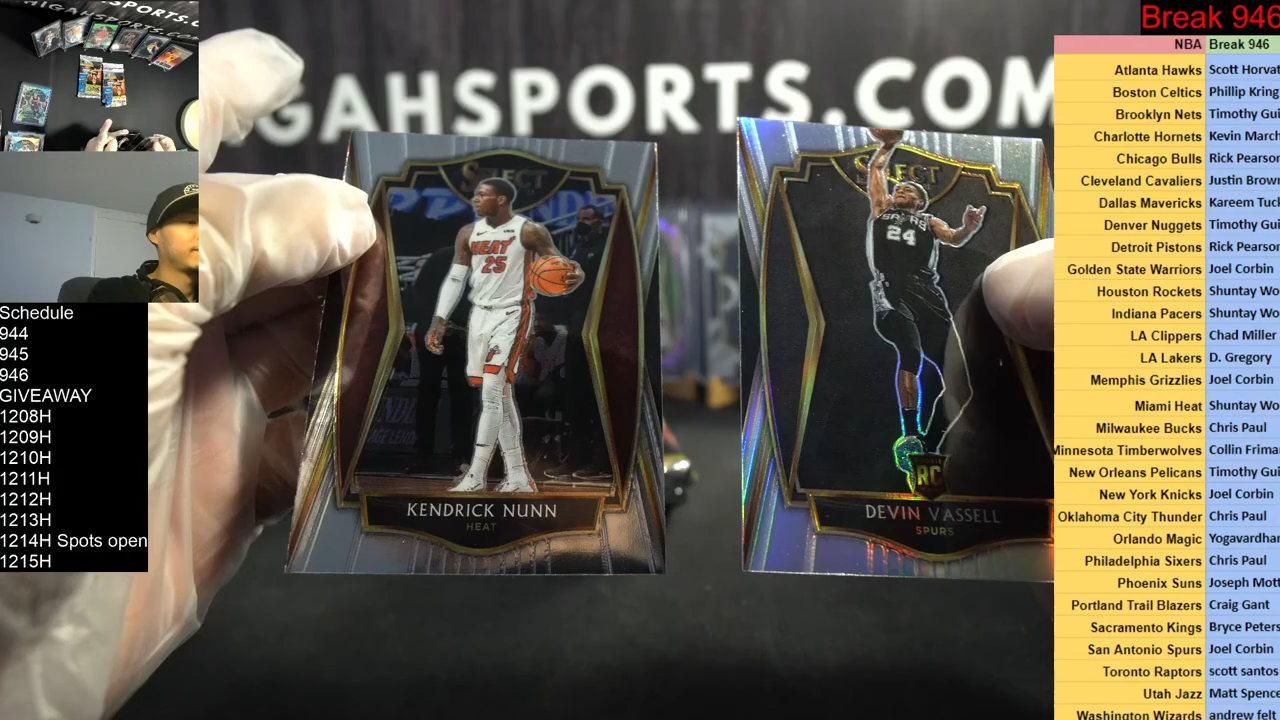 PORTS.C
Break 946
IGAHSPORTS.COM
NBA Break 946
Atlanta Hawks Scott Horvat
Boston Celtics Phillip Kring
Brooklyn Nets Timothy Gui
Charlotte Hornets Kevin March
Chicago Bulls Rick Pearson
Cleveland Cavaliers Justin Brown
Dallas Mavericks Kareem Tuck
Denver Nuggets Timothy Gui
Detroit Pistons Rick Pearson
Golden State Warriors Joel Corbin
Houston Rockets Shuntay Wo
Indiana Pacers Shuntay Wo
LA Clippers Chad Miller
LA Lakers D. Gregory
Memphis Grizzlies Joel Corbin
Miami Heat Shuntay Wo
Milwaukee Bucks Chris Paul
Minnesota Timberwolves Collin Frima
New Orleans Pelicans Timothy Gui
New York Knicks Joel Corbin
Oklahoma City Thunder Chris Paul
Orlando Magic Yogavardhan
Philadelphia Sixers Chris Paul
Phoenix Suns Joseph Mott
Portland Trail Blazers Craig Gant
Sacramento Kings Bryce Peters
San Antonio Spurs Joel Corbin
Toronto Raptors scott santos
Utah Jazz Matt Spence
Washington Wizards andrew felt
SELECT
HEAT
25
KENDRICK NUNN
HEAT
SELECT
SPURS
24
RC
DEVIN VASSELL
SPURS
Schedule
944
945
946
GIVEAWAY
1208H
1209H
1210H
1211H
1212H
1213H
1214H Spots open
1215H